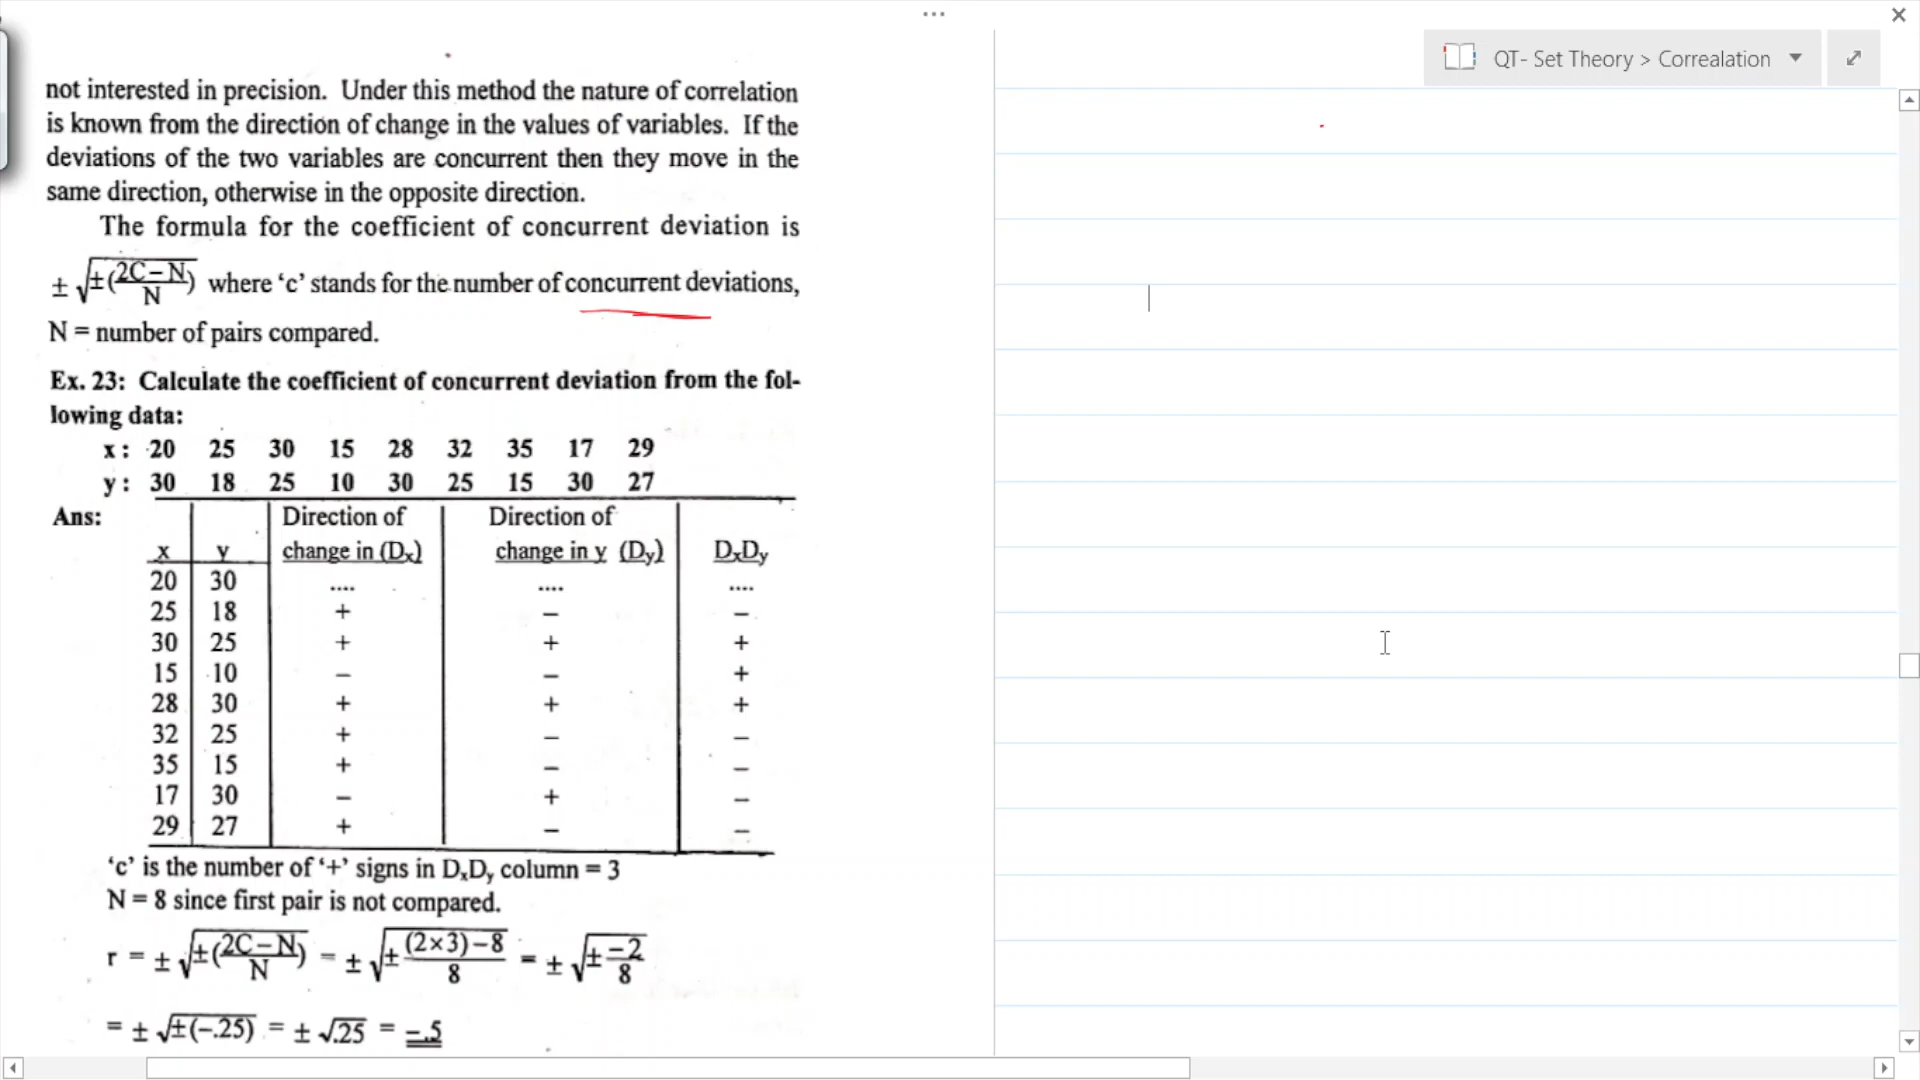 ...
QT- Set Theory > Correalation
not interested in precision. Under this method the nature of correlation
is known from the direction of change in the values of variables. If the
deviations of the two variables are concurrent then they move in the
same direction, otherwise in the opposite direction.
The formula for the coefficient of concurrent deviation is
± √±(2C−N/N) where ‘c’ stands for the number of concurrent deviations,
N = number of pairs compared.
Ex. 23: Calculate the coefficient of concurrent deviation from the fol-
lowing data:
x: 20 25 30 15 28 32 35 17 29
y: 30 18 25 10 30 25 15 30 27
Ans: Direction of Direction of
x y change in (Dx) change in y (Dy) DxDy
20 30 .... .... ....
25 18 + − −
30 25 + + +
15 10 − − +
28 30 + + +
32 25 + − −
35 15 + − −
17 30 − + −
29 27 + − −
‘c’ is the number of ‘+’ signs in DxDy column = 3
N = 8 since first pair is not compared.
r = ± √±(2C−N/N) = ± √± (2×3)−8/8 = ± √± −2/8
= ± √±(−.25) = ± √.25 = −.5